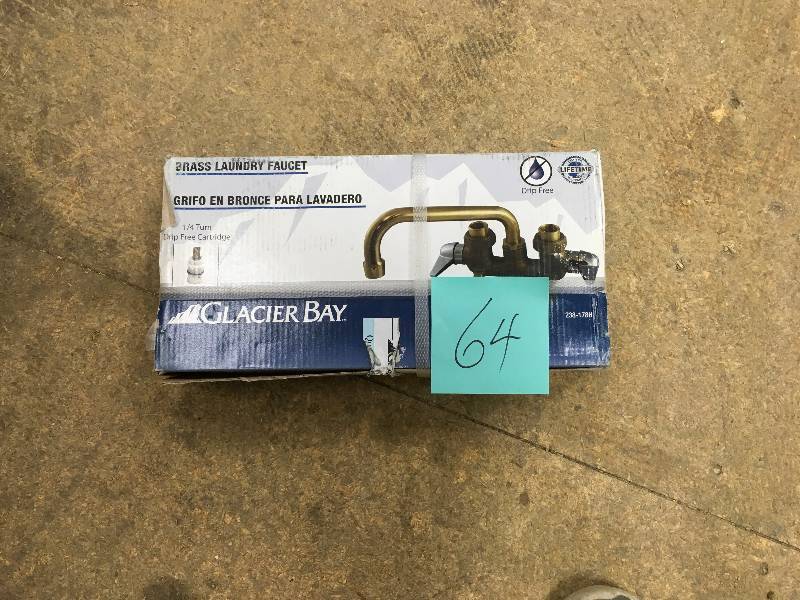 BRASS LAUNDRY FAUCET
GRIFO EN BRONCE PARA LAVADERO
1/4 Turn
Drip Free Cartridge
Drip Free
LIFETIME
GLACIER BAY
64